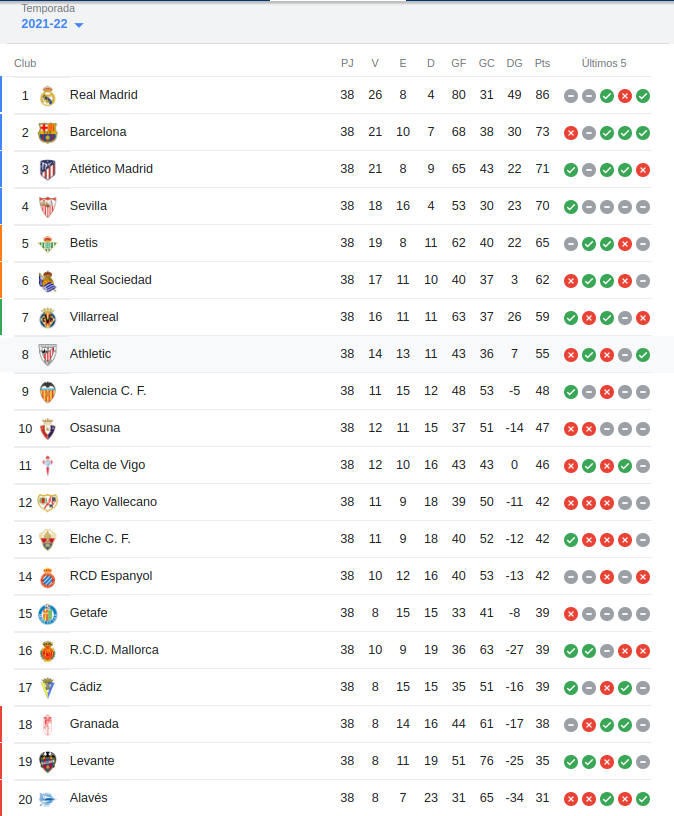 Temporada
2021-22
Club PJ V E D GF GC DG Pts Últimos 5
1 Real Madrid 38 26 8 4 80 31 49 86
2 Barcelona 38 21 10 7 68 38 30 73
3 Atlético Madrid 38 21 8 9 65 43 22 71
4 Sevilla 38 18 16 4 53 30 23 70
5 Betis 38 19 8 11 62 40 22 65
6 Real Sociedad 38 17 11 10 40 37 3 62
7 Villarreal 38 16 11 11 63 37 26 59
8 Athletic 38 14 13 11 43 36 7 55
9 Valencia C. F. 38 11 15 12 48 53 -5 48
10 Osasuna 38 12 11 15 37 51 -14 47
11 Celta de Vigo 38 12 10 16 43 43 0 46
12 Rayo Vallecano 38 11 9 18 39 50 -11 42
13 Elche C. F. 38 11 9 18 40 52 -12 42
14 RCD Espanyol 38 10 12 16 40 53 -13 42
15 Getafe 38 8 15 15 33 41 -8 39
16 R.C.D. Mallorca 38 10 9 19 36 63 -27 39
17 Cádiz 38 8 15 15 35 51 -16 39
18 Granada 38 8 14 16 44 61 -17 38
19 Levante 38 8 11 19 51 76 -25 35
20 Alavés 38 8 7 23 31 65 -34 31